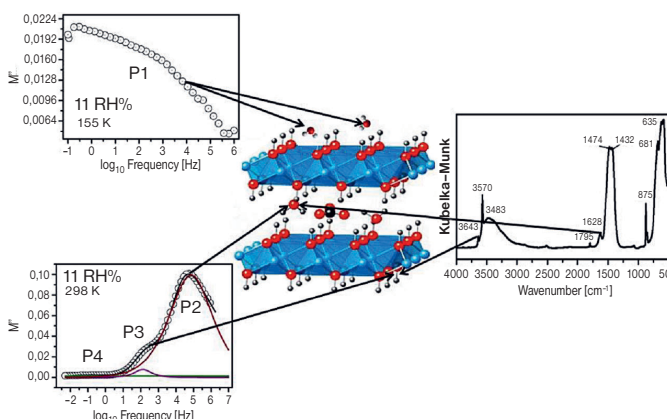 0,0224
0,0192
0,0160
0,0128
0,0096
0,0064
M''
P1
11 RH%
155 K
−1 0 1 2 3 4 5 6
log₁₀ Frequency [Hz]
0,10
0,08
0,06
0,04
0,02
0,00
M''
11 RH%
298 K
P2
P3
P4
−2 −1 0 1 2 3 4 5 6 7
log₁₀ Frequency [Hz]
Kubelka–Munk
635
1474
1432
681
3570
3483
3643
875
1628
1795
4000 3500 3000 2500 2000 1500 1000 500
Wavenumber [cm⁻¹]